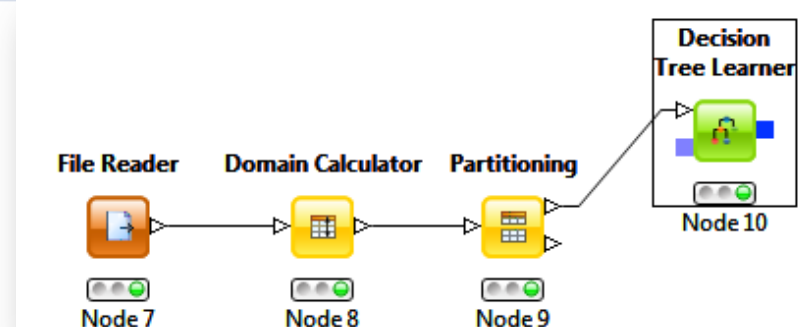 Decision
Tree Learner
File Reader
Domain Calculator
Partitioning
Node 10
Node 7
Node 8
Node 9